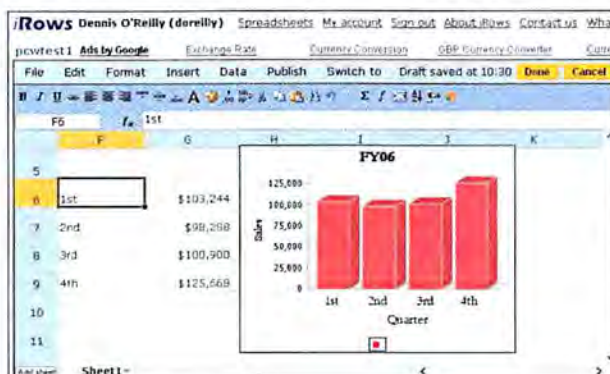 iRows Dennis O'Reilly (doreilly) Spreadsheets My account Sign out About iRows Contact us Wha
pcwtest1 Ads by Google Exchange Rate Currency Conversion GBP Currency Converter Curre
File Edit Format Insert Data Publish Switch to Draft saved at 10:30 Done Cancel
B I U A Σ f
F6 fx 1st
F G H I J K
5
6 1st $103,244
7 2nd
8 3rd $100,900
9 4th
10
11
FY06
125,000
100,000
75,000
50,000
25,000
0
Sales
1st 2nd 3rd 4th
Quarter
Add sheet Sheet1